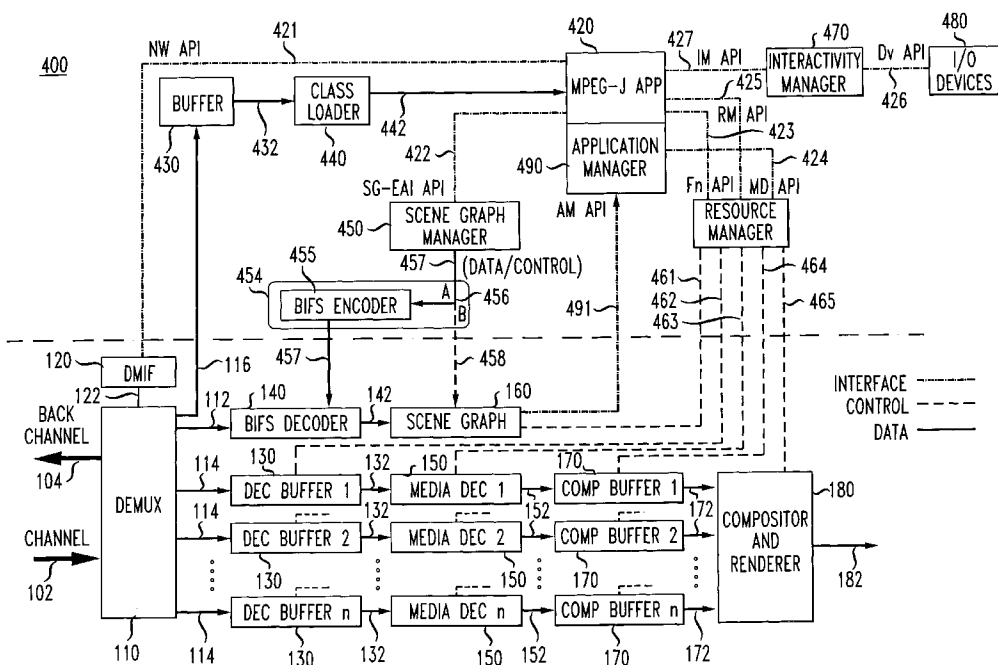 400
NW API
421
420
427
IM API
470
Dv API
480
BUFFER
430
432
CLASS
LOADER
440
442
MPEG-J APP
425
INTERACTIVITY
MANAGER
426
I/O
DEVICES
RM API
423
422
490
APPLICATION
MANAGER
424
SG-EAI API
AM API
Fn API
MD API
450
SCENE GRAPH
MANAGER
RESOURCE
MANAGER
457
(DATA/CONTROL)
454
455
BIFS ENCODER
A
B
456
491
461
462
463
464
465
120
DMIF
122
116
457
458
INTERFACE
CONTROL
DATA
BACK
CHANNEL
104
112
140
BIFS DECODER
142
160
SCENE GRAPH
DEMUX
114
130
DEC BUFFER 1
132
150
MEDIA DEC 1
152
170
COMP BUFFER 1
172
180
COMPOSITOR
AND
RENDERER
182
CHANNEL
102
114
DEC BUFFER 2
130
132
MEDIA DEC 2
150
152
COMP BUFFER 2
170
172
110
114
DEC BUFFER n
130
132
MEDIA DEC n
150
152
COMP BUFFER n
170
172